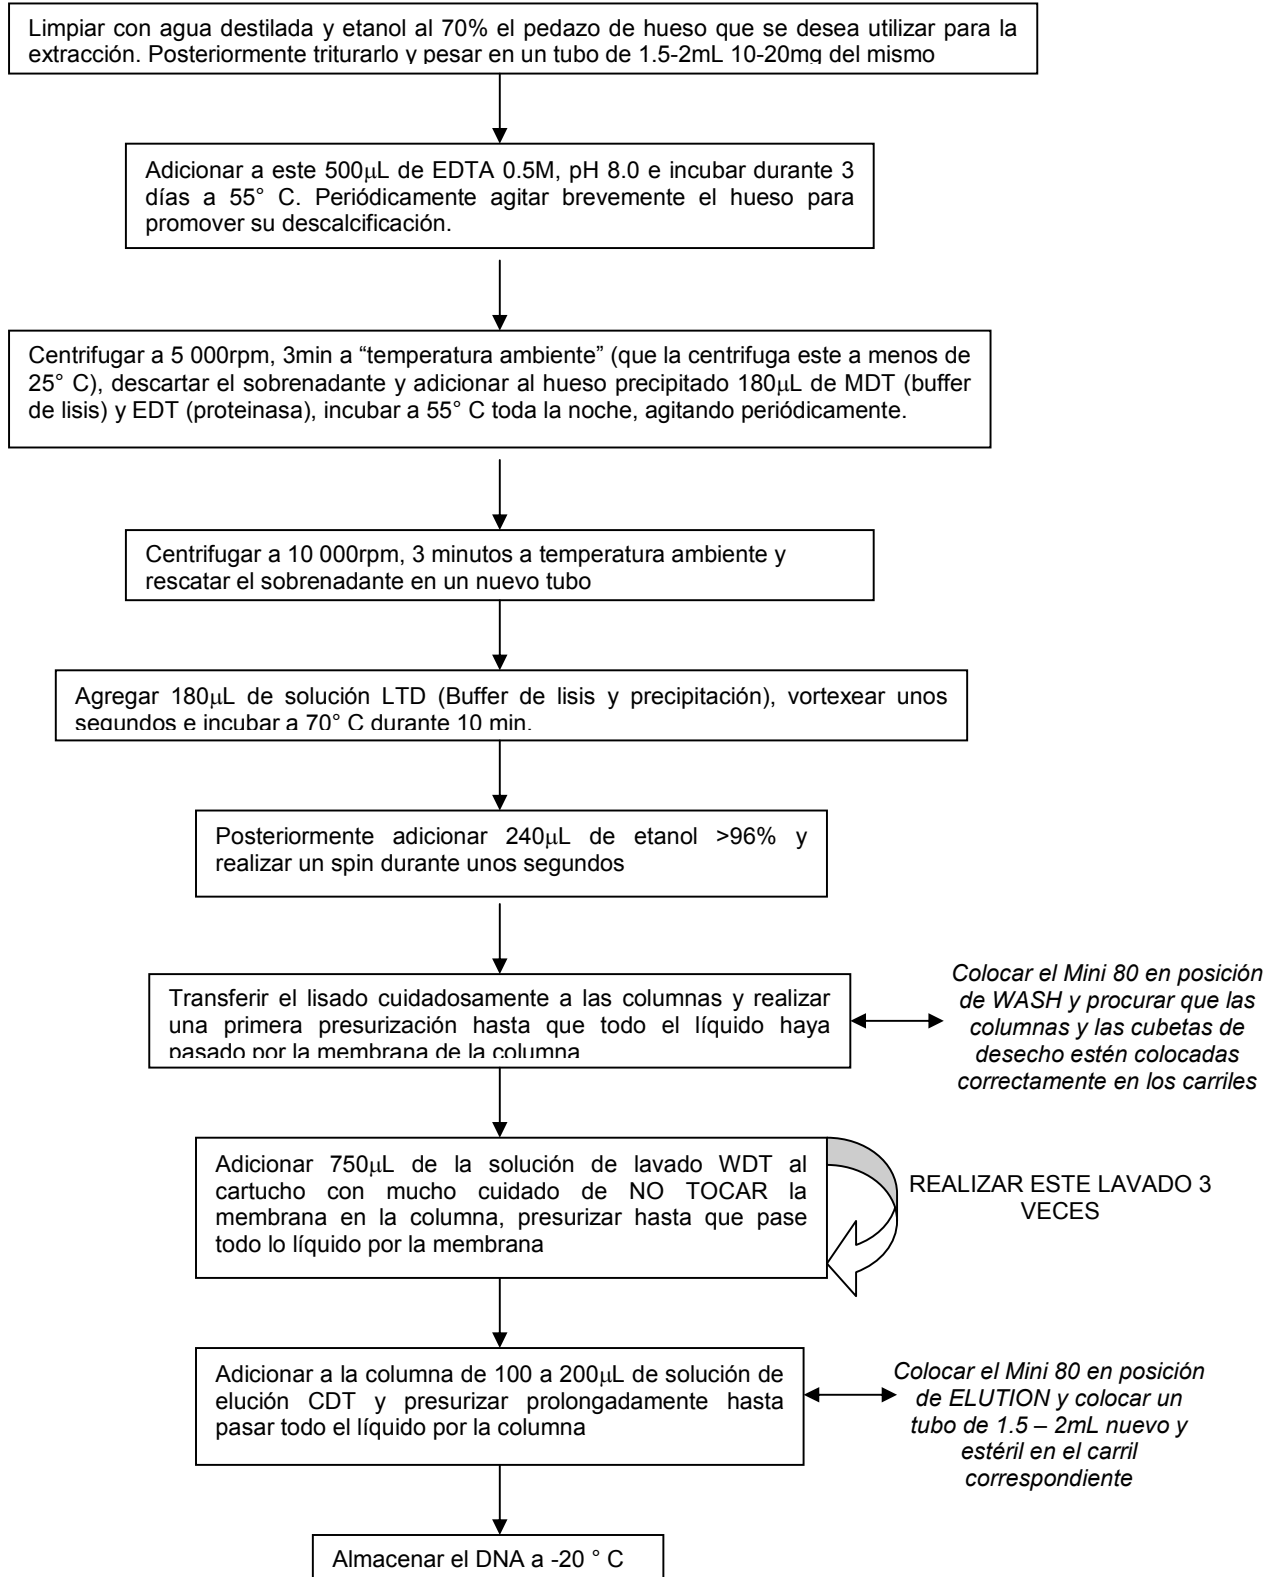 Limpiar con agua destilada y etanol al 70% el pedazo de hueso que se desea utilizar para la
extracción. Posteriormente triturarlo y pesar en un tubo de 1.5-2mL 10-20mg del mismo
Adicionar a este 500µL de EDTA 0.5M, pH 8.0 e incubar durante 3
días a 55° C. Periódicamente agitar brevemente el hueso para
promover su descalcificación.
Centrifugar a 5 000rpm, 3min a “temperatura ambiente” (que la centrifuga este a menos de
25° C), descartar el sobrenadante y adicionar al hueso precipitado 180µL de MDT (buffer
de lisis) y EDT (proteinasa), incubar a 55° C toda la noche, agitando periódicamente.
Centrifugar a 10 000rpm, 3 minutos a temperatura ambiente y
rescatar el sobrenadante en un nuevo tubo
Agregar 180µL de solución LTD (Buffer de lisis y precipitación), vortexear unos
segundos e incubar a 70° C durante 10 min.
Posteriormente adicionar 240µL de etanol >96% y
realizar un spin durante unos segundos
Transferir el lisado cuidadosamente a las columnas y realizar
una primera presurización hasta que todo el líquido haya
pasado por la membrana de la columna
Colocar el Mini 80 en posición
de WASH y procurar que las
columnas y las cubetas de
desecho estén colocadas
correctamente en los carriles
Adicionar 750µL de la solución de lavado WDT al
cartucho con mucho cuidado de NO TOCAR la
membrana en la columna, presurizar hasta que pase
todo lo líquido por la membrana
REALIZAR ESTE LAVADO 3
VECES
Adicionar a la columna de 100 a 200µL de solución de
elución CDT y presurizar prolongadamente hasta
pasar todo el líquido por la columna
Colocar el Mini 80 en posición
de ELUTION y colocar un
tubo de 1.5 – 2mL nuevo y
estéril en el carril
correspondiente
Almacenar el DNA a -20 ° C